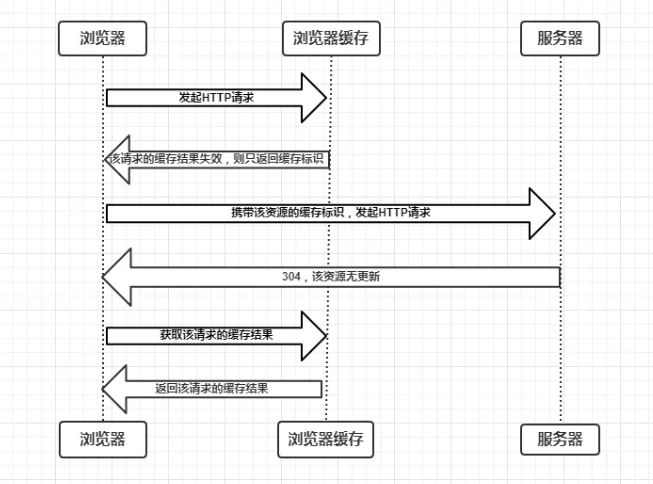 浏览器
浏览器缓存
服务器
发起HTTP请求
该请求的缓存结果失效，则只返回缓存标识
携带该资源的缓存标识，发起HTTP请求
304，该资源无更新
获取该请求的缓存结果
返回该请求的缓存结果
浏览器
浏览器缓存
服务器